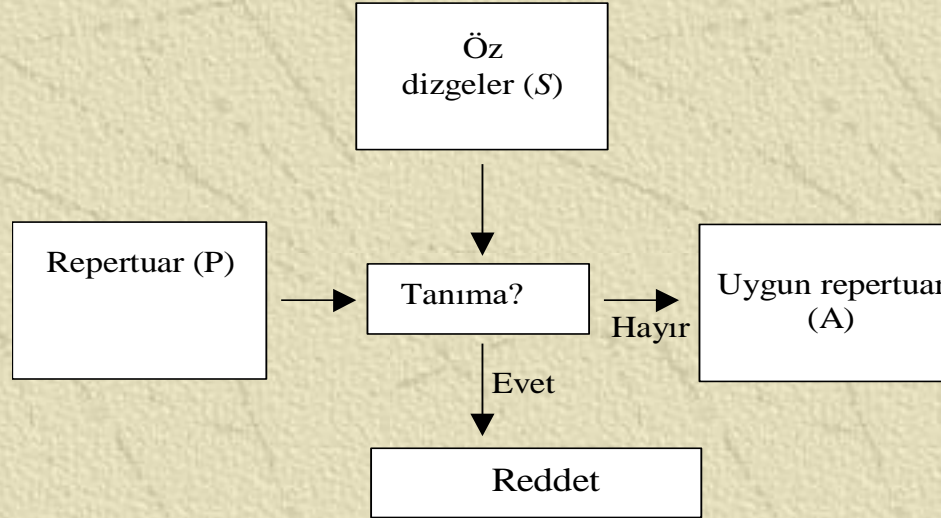 Öz
dizgeler (S)
Repertuar (P)
Tanıma?
Hayır
Uygun repertuar
(A)
Evet
Reddet